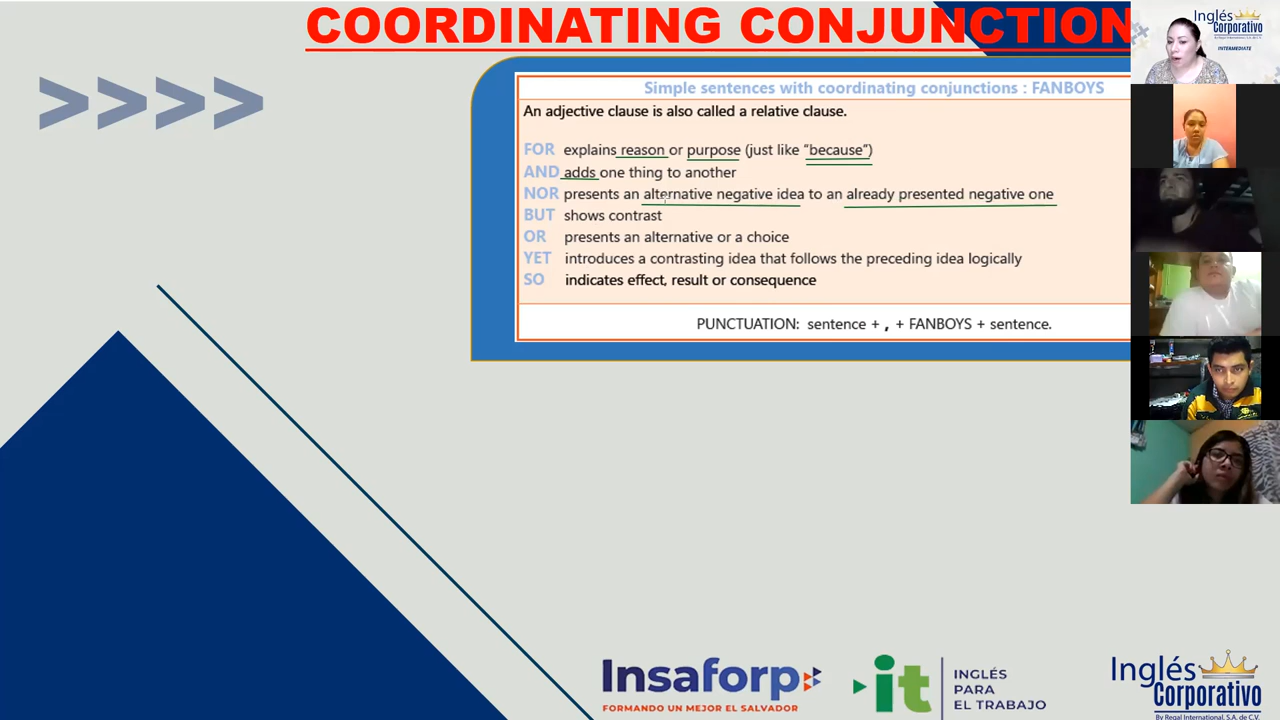 COORDINATING CONJUNCTION
Simple sentences with coordinating conjunctions : FANBOYS
An adjective clause is also called a relative clause.
FOR explains reason or purpose (just like “because”)
AND adds one thing to another
NOR presents an alternative negative idea to an already presented negative one
BUT shows contrast
OR presents an alternative or a choice
YET introduces a contrasting idea that follows the preceding idea logically
SO indicates effect, result or consequence
PUNCTUATION: sentence + , + FANBOYS + sentence.
Inglés
Corporativo
By Regal International, S.A. de C.V.
INTERMEDIATE
Insaforp
FORMANDO UN MEJOR EL SALVADOR
it
INGLÉS
PARA
EL TRABAJO
Inglés
Corporativo
By Regal International, S.A. de C.V.